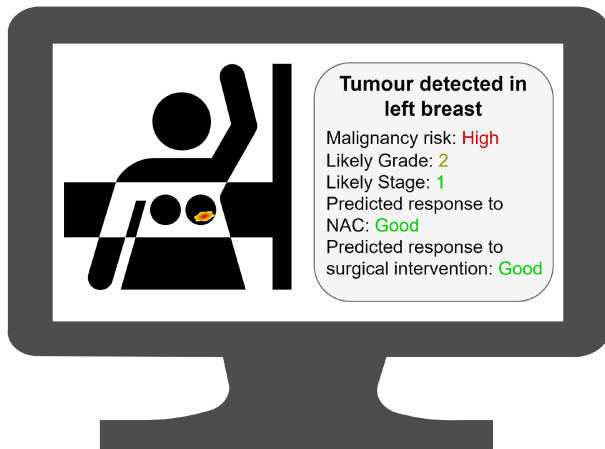 Tumour detected in
left breast
Malignancy risk: High
Likely Grade: 2
Likely Stage: 1
Predicted response to
NAC: Good
Predicted response to
surgical intervention: Good